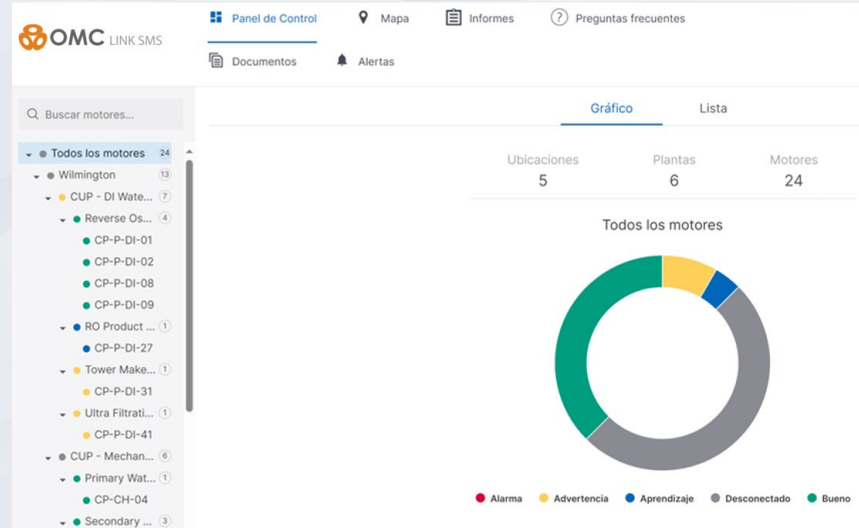 OMC LINK SMS
Panel de Control
Mapa
Informes
? Preguntas frecuentes
Documentos
Alertas
Buscar motores...
Gráfico
Lista
Todos los motores 24
Wilmington 13
CUP - DI Wate... 7
Reverse Os... 4
CP-P-DI-01
CP-P-DI-02
CP-P-DI-08
CP-P-DI-09
RO Product ... 1
CP-P-DI-27
Tower Make... 1
CP-P-DI-31
Ultra Filtrati... 1
CP-P-DI-41
CUP - Mechan... 6
Primary Wat... 1
CP-CH-04
Secondary ... 3
Ubicaciones
5
Plantas
6
Motores
24
Todos los motores
Alarma
Advertencia
Aprendizaje
Desconectado
Bueno